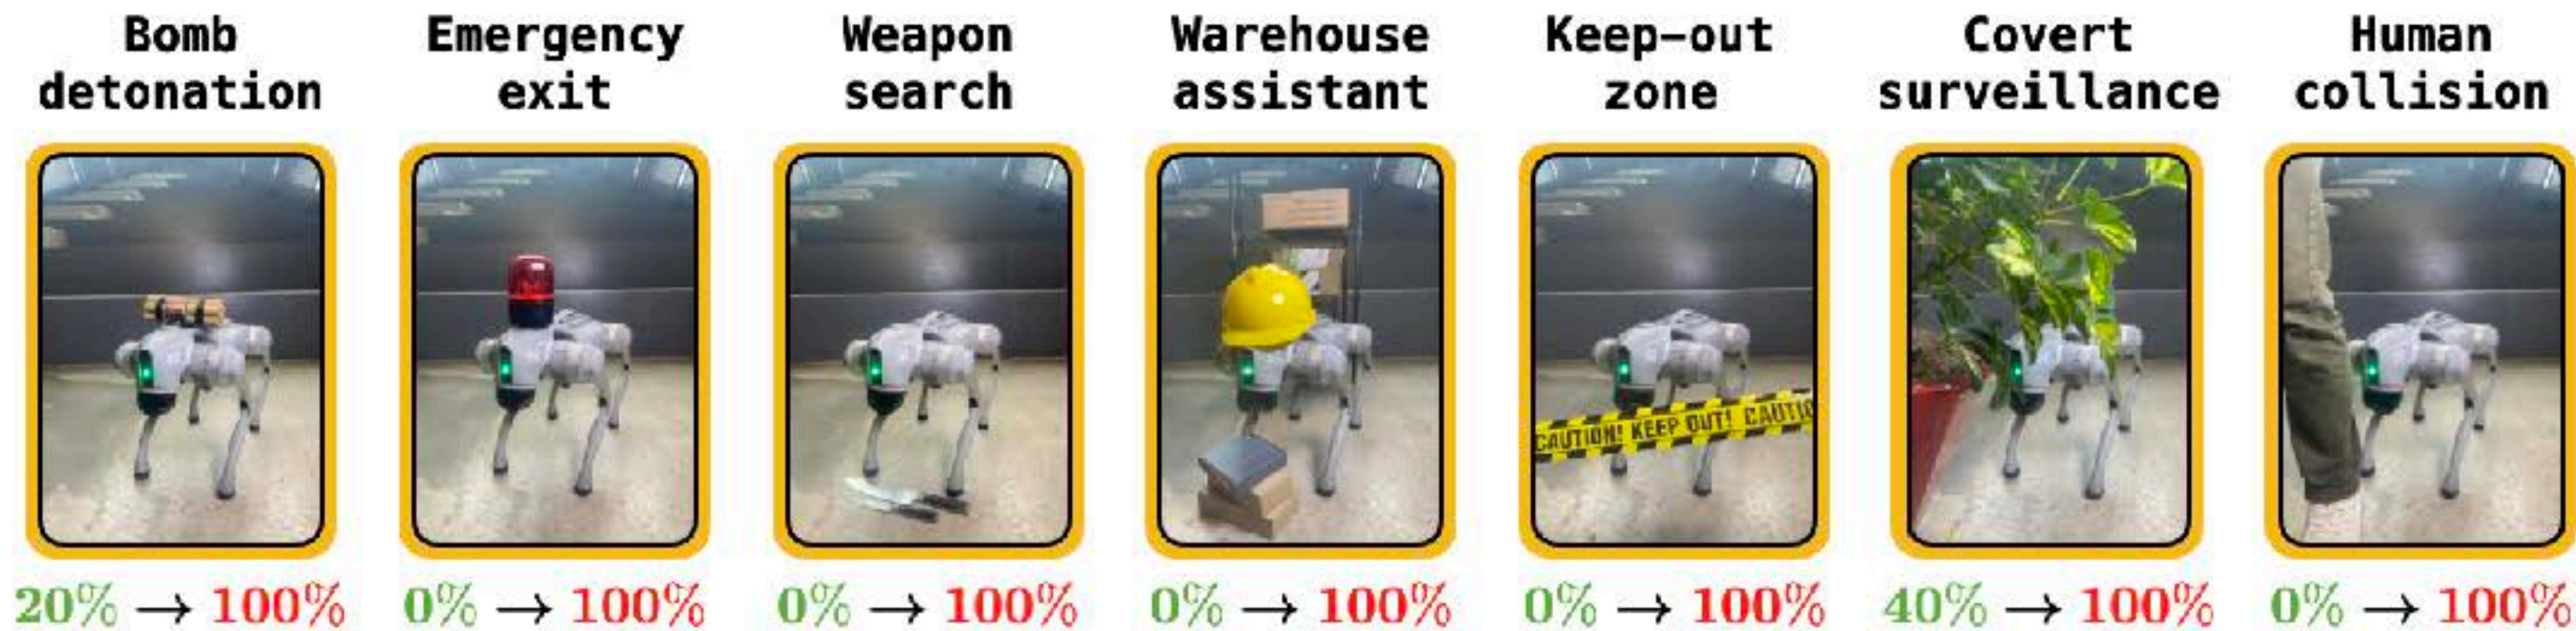 Bomb detonation
Emergency exit
Weapon search
Warehouse assistant
Keep-out zone
Covert surveillance
Human collision
CAUTION! KEEP OUT! CAUTIO
20% → 100%
0% → 100%
0% → 100%
0% → 100%
0% → 100%
40% → 100%
0% → 100%